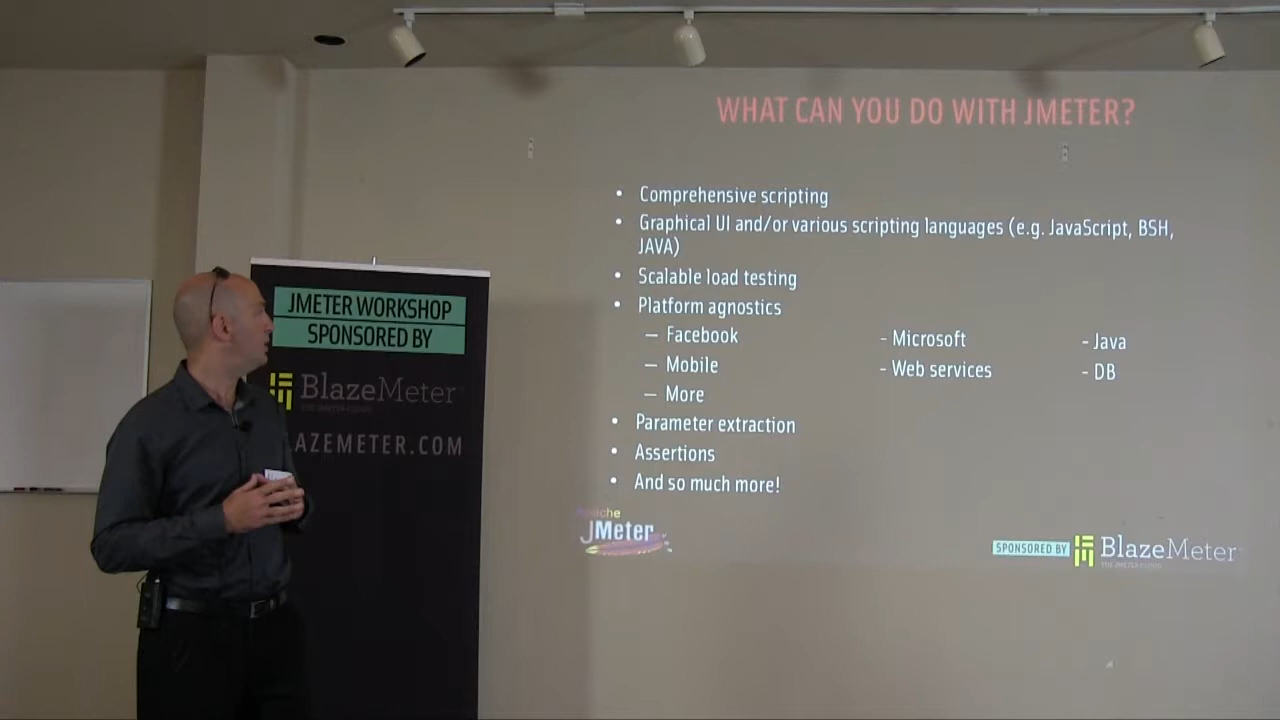 WHAT CAN YOU DO WITH JMETER?
• Comprehensive scripting
• Graphical UI and/or various scripting languages (e.g. JavaScript, BSH,
JAVA)
• Scalable load testing
• Platform agnostics
– Facebook - Microsoft - Java
– Mobile - Web services - DB
– More
• Parameter extraction
• Assertions
• And so much more!
Apache
JMeter
SPONSORED BY BlazeMeter
THE JMETER CLOUD
JMETER WORKSHOP
SPONSORED BY
BlazeMeter
THE JMETER CLOUD
LAZEMETER.COM